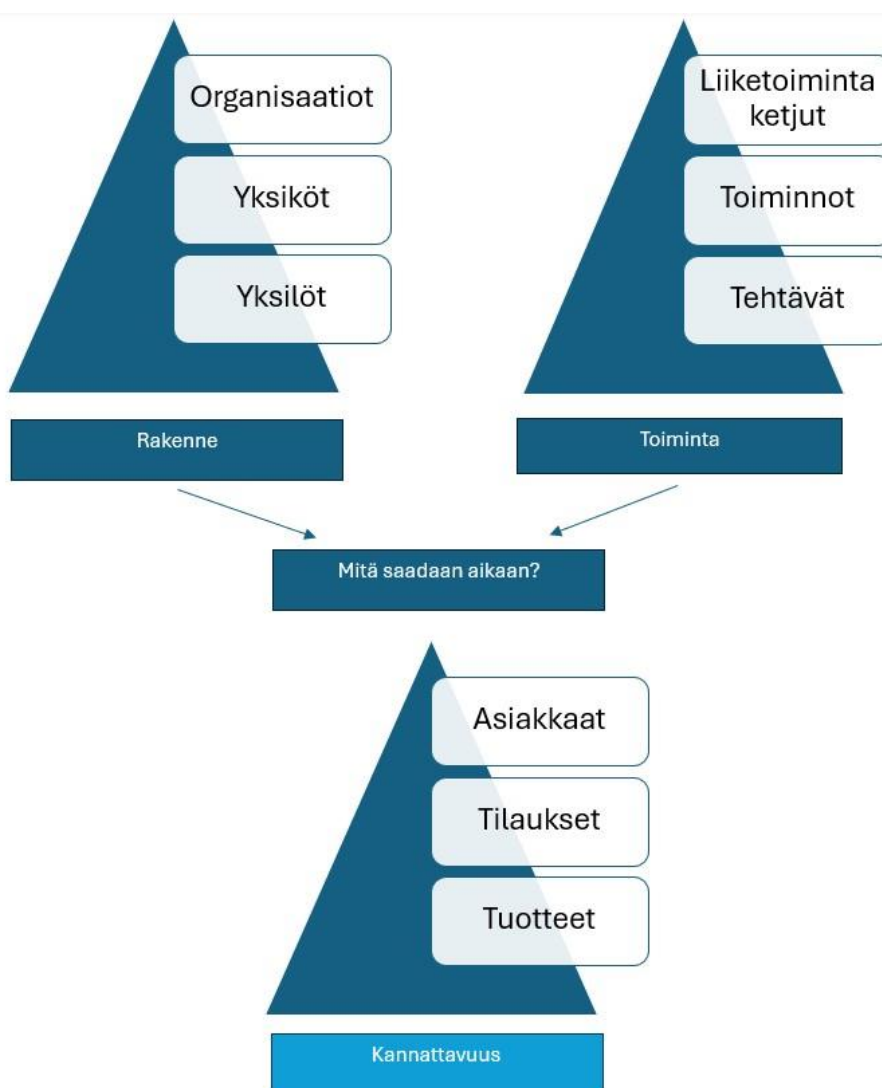 Organisaatiot
Yksiköt
Yksilöt
Rakenne
Liiketoiminta
ketjut
Toiminnot
Tehtävät
Toiminta
Mitä saadaan aikaan?
Asiakkaat
Tilaukset
Tuotteet
Kannattavuus